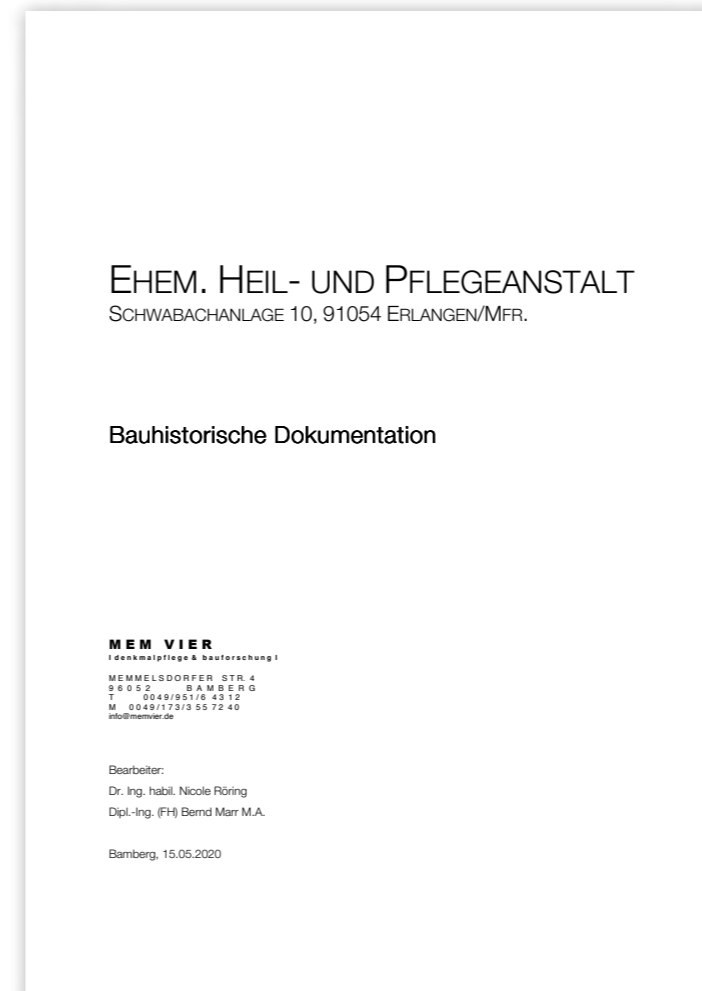 EHEM. HEIL- UND PFLEGEANSTALT
SCHWABACHANLAGE 10, 91054 ERLANGEN/MFR.
Bauhistorische Dokumentation
MEM VIER
I denkmalpflege & bauforschung I
MEMMELSDORFER STR. 4
96052 BAMBERG
T 0049/951/6 43 12
M 0049/173/3 55 72 40
info@memvier.de
Bearbeiter:
Dr. Ing. habil. Nicole Röring
Dipl.-Ing. (FH) Bernd Marr M.A.
Bamberg, 15.05.2020